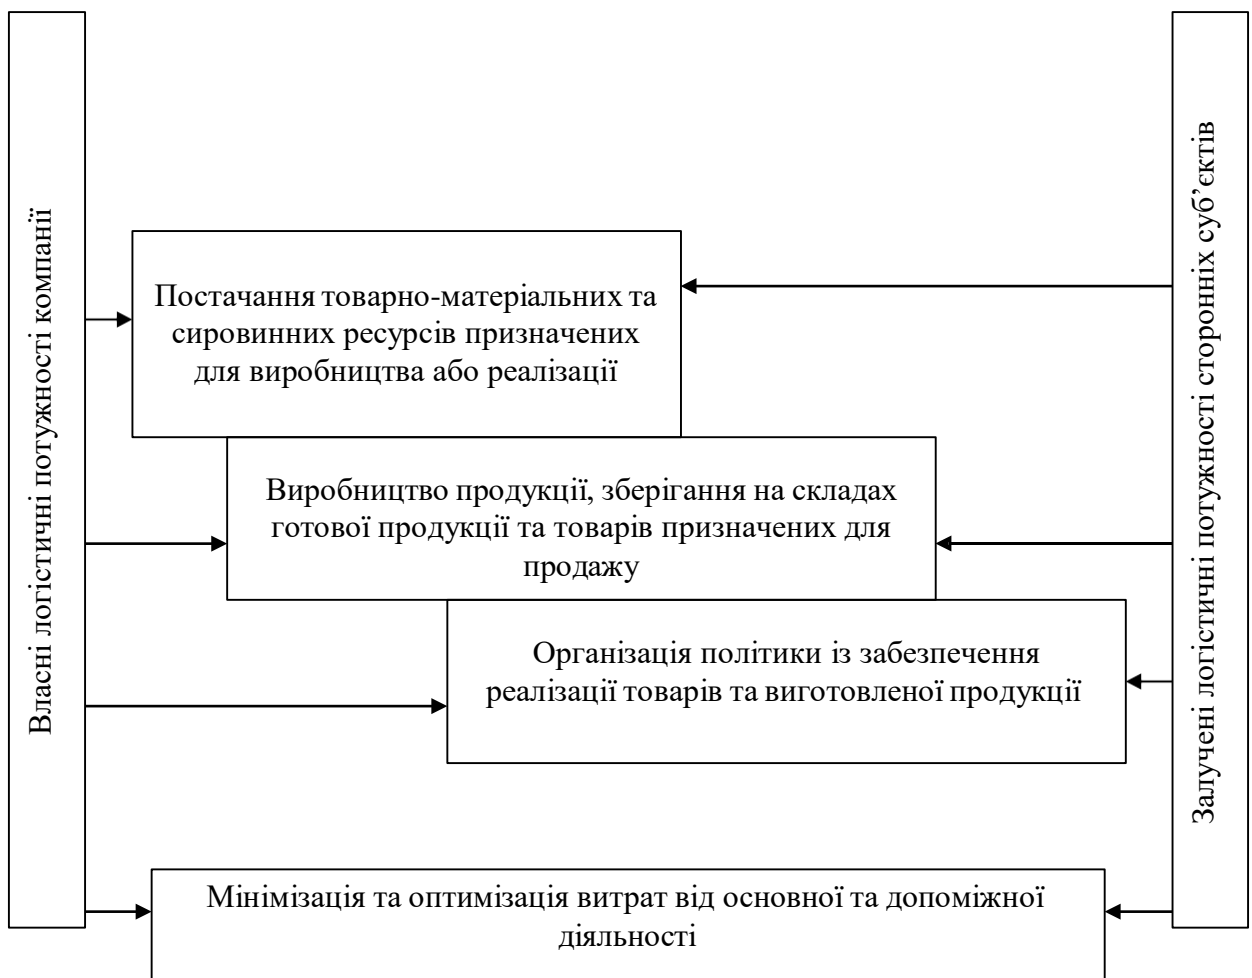 Власні логістичні потужності компанії
Постачання товарно-матеріальних та
сировинних ресурсів призначених
для виробництва або реалізації
Виробництво продукції, зберігання на складах
готової продукції та товарів призначених для
продажу
Організація політики із забезпечення
реалізації товарів та виготовленої продукції
Мінімізація та оптимізація витрат від основної та допоміжної
діяльності
Залучені логістичні потужності сторонніх суб’єктів